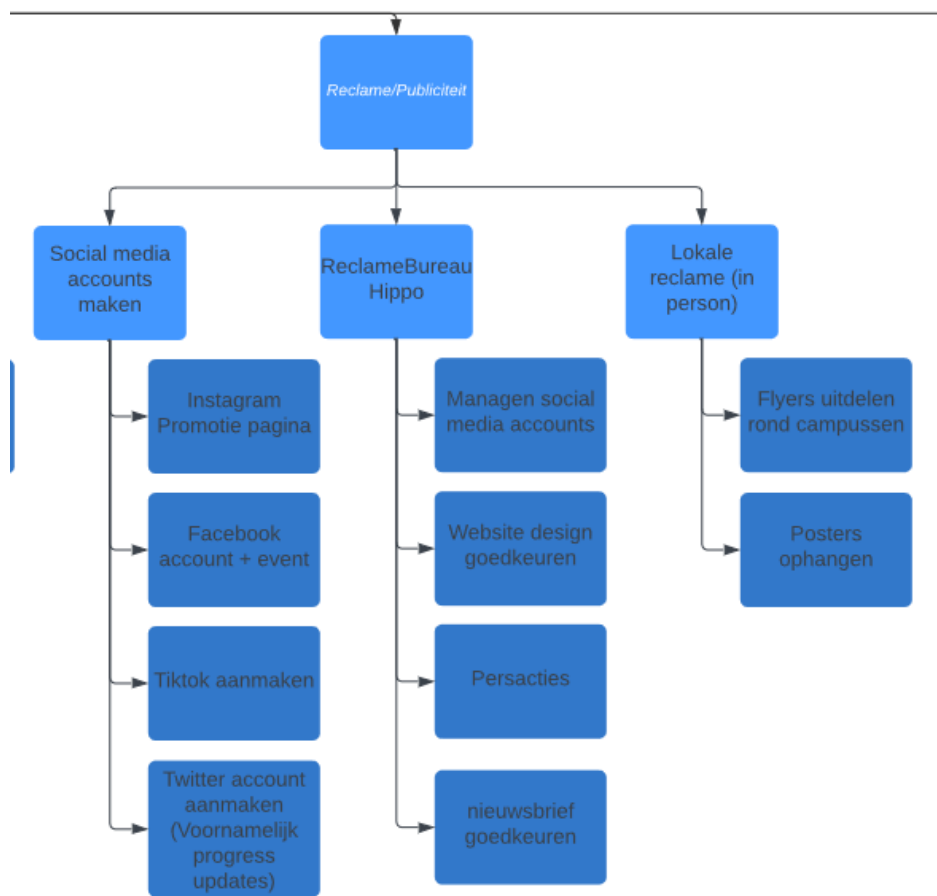 Reclame/Publiciteit
Social media
accounts
maken
ReclameBureau
Hippo
Lokale
reclame (in
person)
Instagram
Promotie pagina
Managen social
media accounts
Flyers uitdelen
rond campussen
Facebook
account + event
Website design
goedkeuren
Posters
ophangen
Tiktok aanmaken
Persacties
Twitter account
aanmaken
(Voornamelijk
progress
updates)
nieuwsbrief
goedkeuren